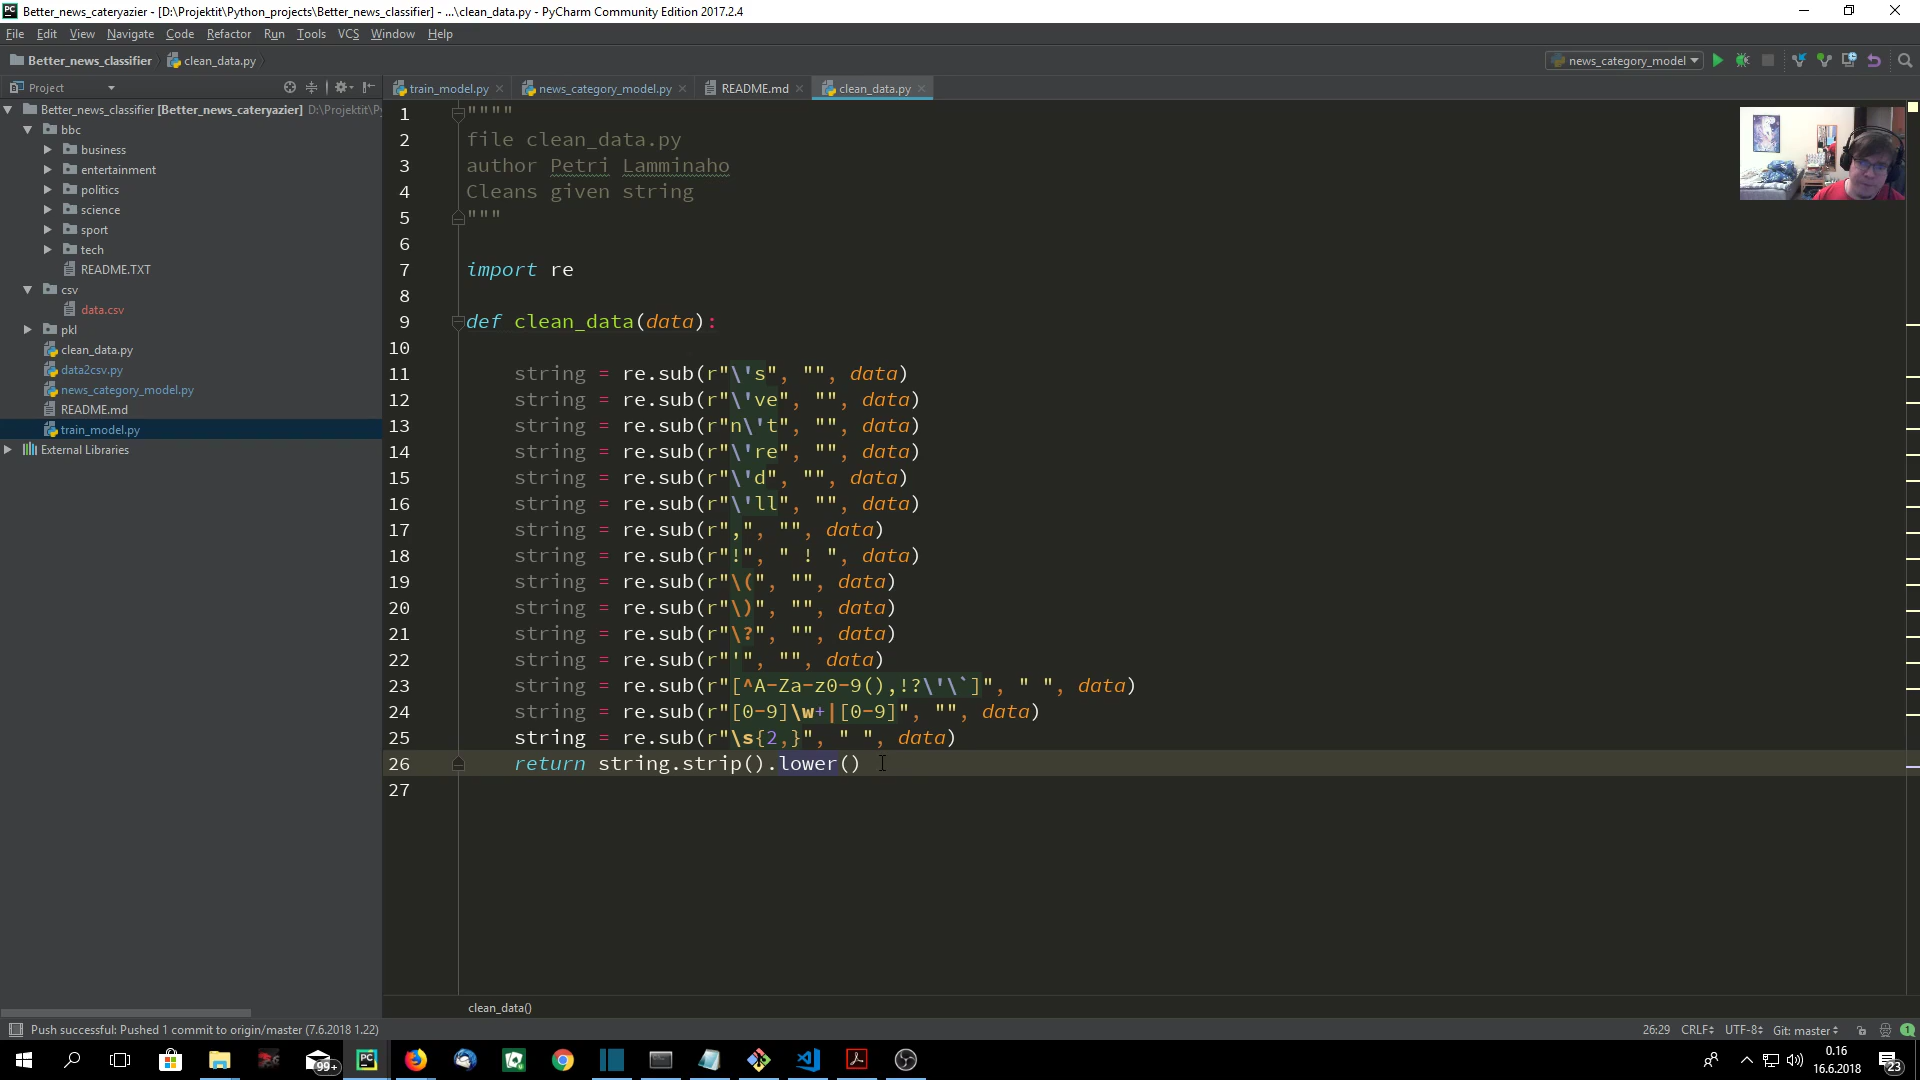 Better_news_cateryazier - [D:\Projektit\Python_projects\Better_news_classifier] - ...\clean_data.py - PyCharm Community Edition 2017.2.4
File Edit View Navigate Code Refactor Run Tools VCS Window Help
Better_news_classifier clean_data.py
news_category_model
Project
train_model.py news_category_model.py README.md clean_data.py
Better_news_classifier [Better_news_cateryazier] D:\Projektit\Py
bbc
business
entertainment
politics
science
sport
tech
README.TXT
csv
data.csv
pkl
clean_data.py
data2csv.py
news_category_model.py
README.md
train_model.py
External Libraries
1 """"
2 file clean_data.py
3 author Petri Lamminaho
4 Cleans given string
5 """
6
7 import re
8
9 def clean_data(data):
10
11 string = re.sub(r"\'s", "", data)
12 string = re.sub(r"\'ve", "", data)
13 string = re.sub(r"n\'t", "", data)
14 string = re.sub(r"\'re", "", data)
15 string = re.sub(r"\'d", "", data)
16 string = re.sub(r"\'ll", "", data)
17 string = re.sub(r",", "", data)
18 string = re.sub(r"!", " ! ", data)
19 string = re.sub(r"\(", "", data)
20 string = re.sub(r"\)", "", data)
21 string = re.sub(r"\?", "", data)
22 string = re.sub(r"'", "", data)
23 string = re.sub(r"[^A-Za-z0-9(),!?\'\`]", " ", data)
24 string = re.sub(r"[0-9]\w+|[0-9]", "", data)
25 string = re.sub(r"\s{2,}", " ", data)
26 return string.strip().lower()
27
clean_data()
Push successful: Pushed 1 commit to origin/master (7.6.2018 1.22)
26:29 CRLF UTF-8 Git: master 1
99+
PC
0.16
16.6.2018
23